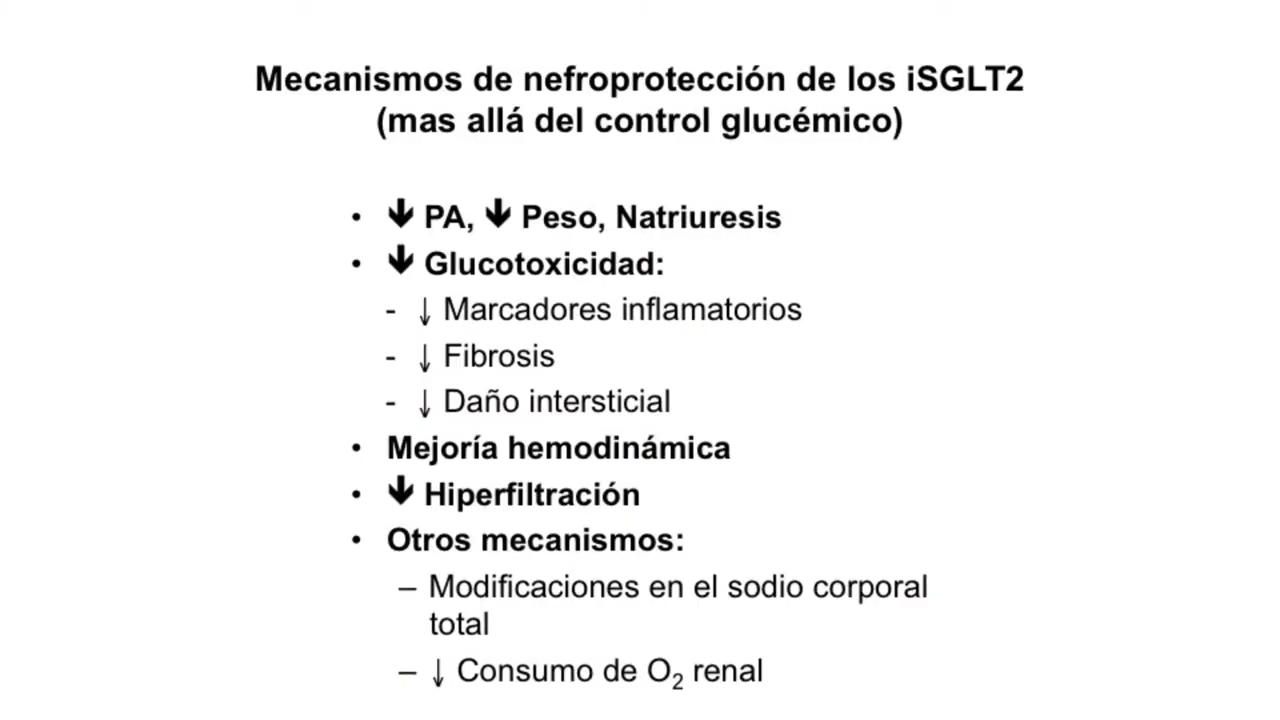 Mecanismos de nefroprotección de los iSGLT2
(mas allá del control glucémico)
• 🡻 PA, 🡻 Peso, Natriuresis
• 🡻 Glucotoxicidad:
- ↓ Marcadores inflamatorios
- ↓ Fibrosis
- ↓ Daño intersticial
• Mejoría hemodinámica
• 🡻 Hiperfiltración
• Otros mecanismos:
– Modificaciones en el sodio corporal
total
– ↓ Consumo de O₂ renal